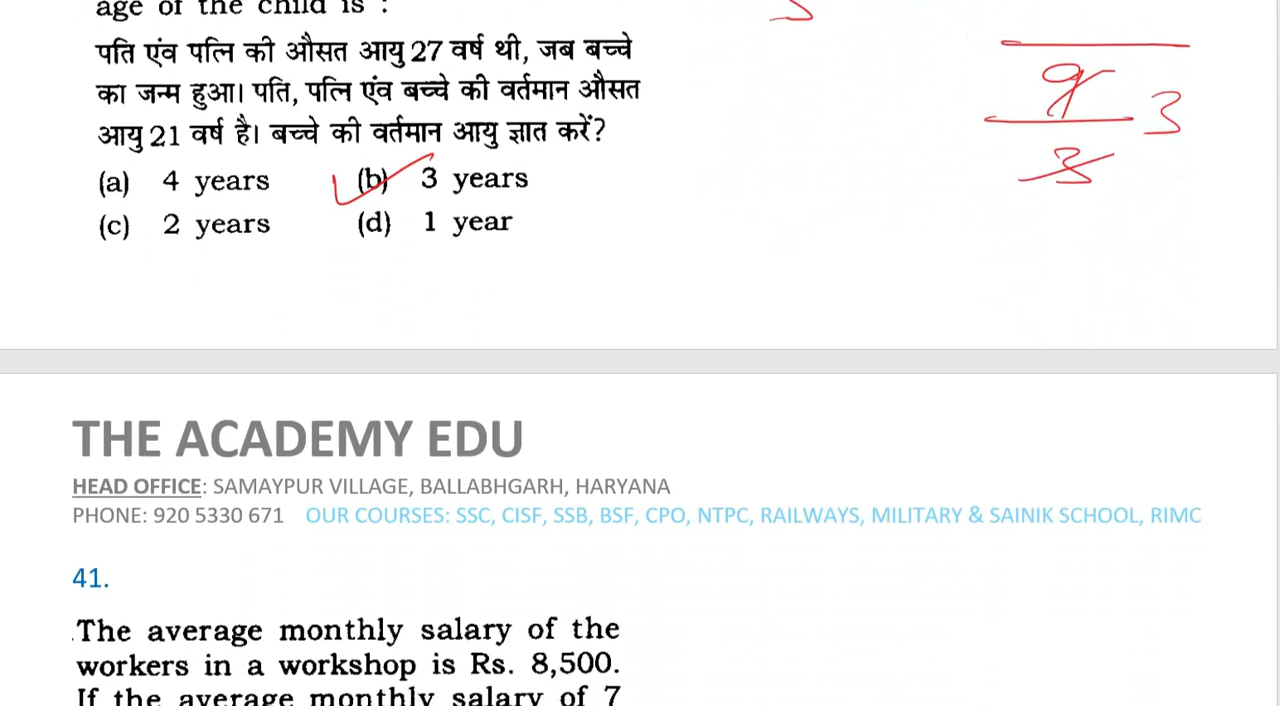 age of the child is :
पति एंव पत्नि की औसत आयु 27 वर्ष थी, जब बच्चे
का जन्म हुआ। पति, पत्नि एंव बच्चे की वर्तमान औसत
आयु 21 वर्ष है। बच्चे की वर्तमान आयु ज्ञात करें?
(a) 4 years (b) 3 years
(c) 2 years (d) 1 year
9
3
3
THE ACADEMY EDU
HEAD OFFICE: SAMAYPUR VILLAGE, BALLABHGARH, HARYANA
PHONE: 920 5330 671 OUR COURSES: SSC, CISF, SSB, BSF, CPO, NTPC, RAILWAYS, MILITARY & SAINIK SCHOOL, RIMC
41.
The average monthly salary of the
workers in a workshop is Rs. 8,500.
If the average monthly salary of 7